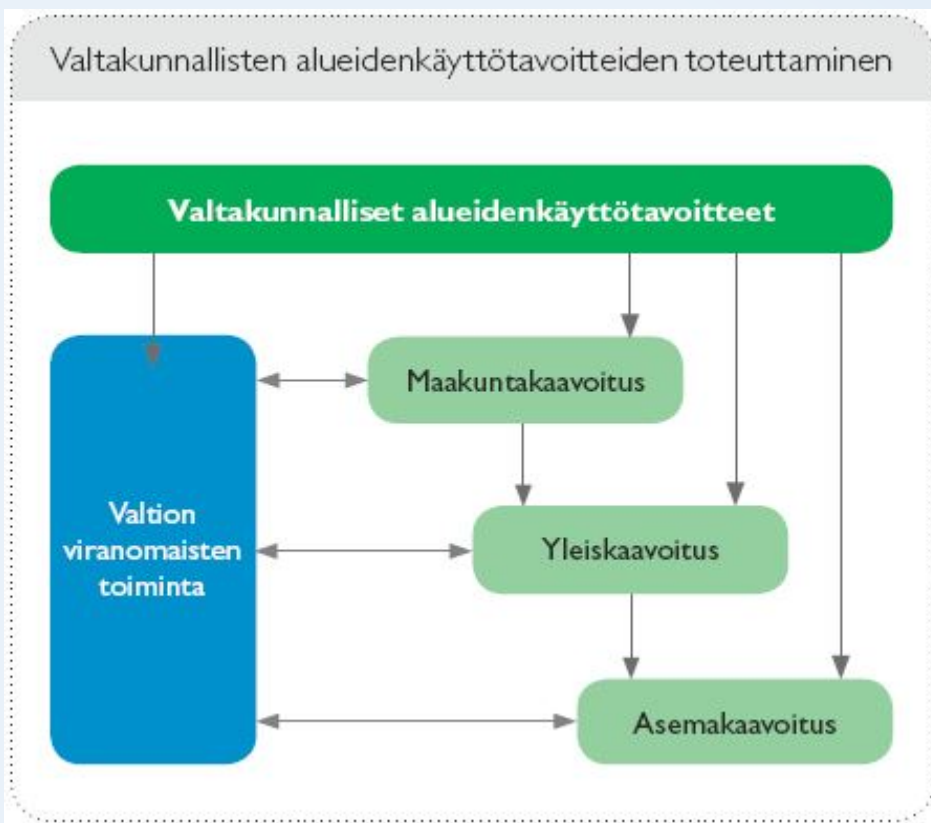 Valtakunnallisten alueidenkäyttötavoitteiden toteuttaminen
Valtakunnalliset alueidenkäyttötavoitteet
Maakuntakaavoitus
Valtion
viranomaisten
toiminta
Yleiskaavoitus
Asemakaavoitus